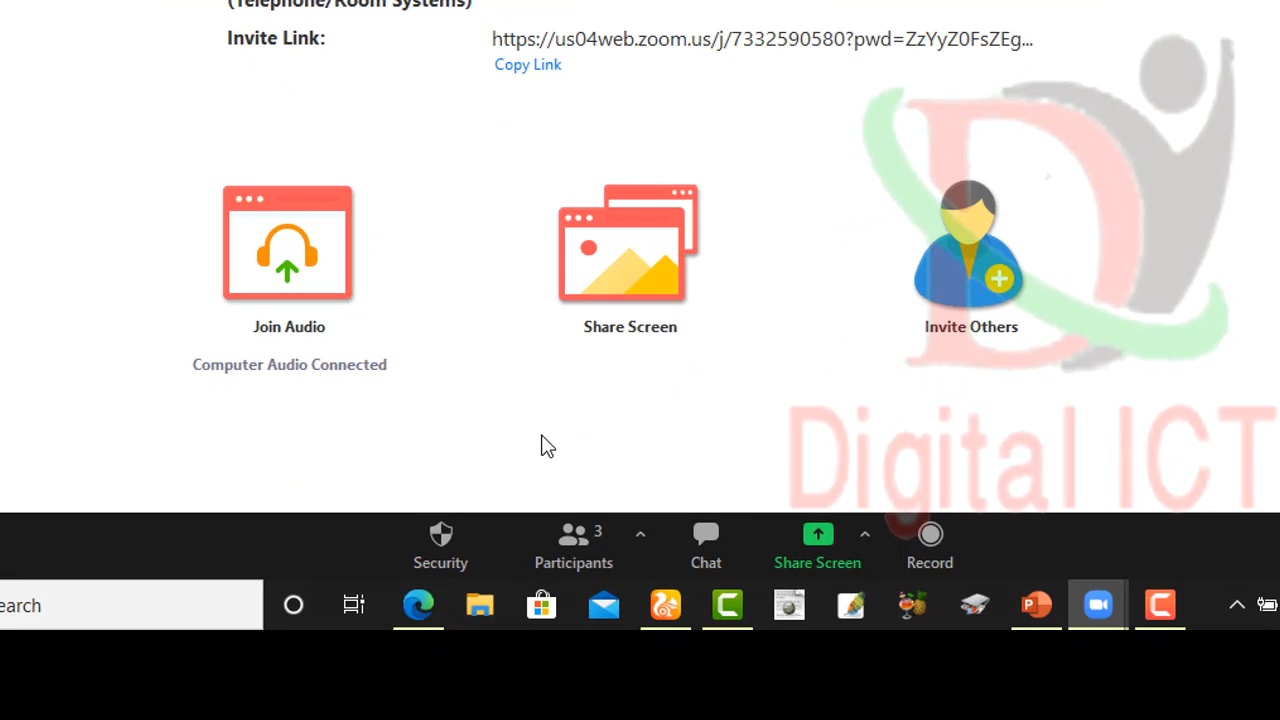 (Telephone/Room Systems)
Invite Link:
https://us04web.zoom.us/j/7332590580?pwd=ZzYyZ0FsZEg...
Copy Link
Join Audio
Share Screen
Invite Others
Computer Audio Connected
Digital ICT
3
Security
Participants
Chat
Share Screen
Record
earch